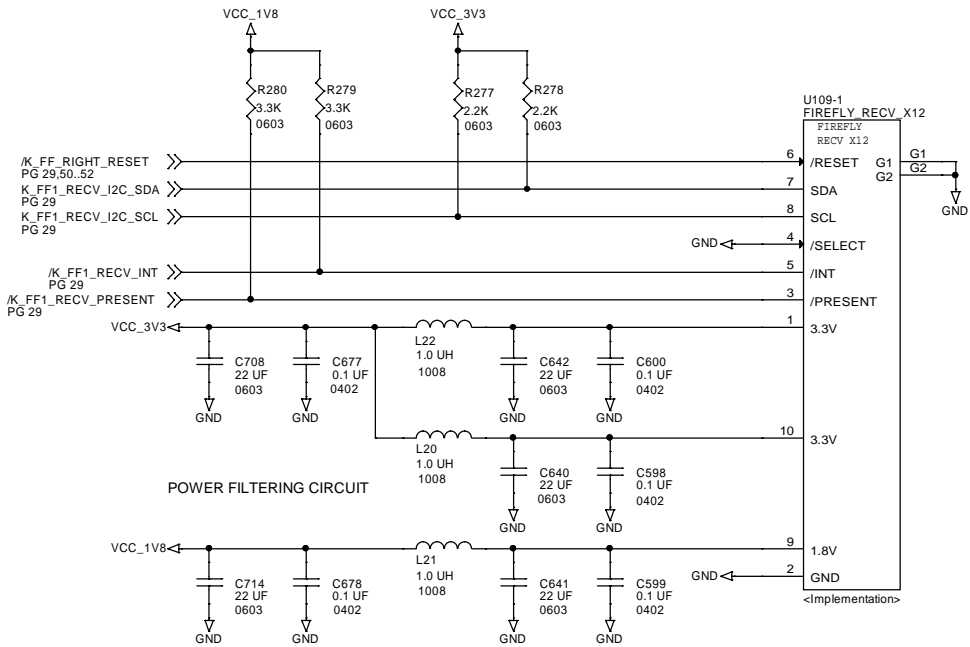 VCC_1V8
VCC_3V3
R280
3.3K
0603
R279
3.3K
0603
R277
2.2K
0603
R278
2.2K
0603
U109-1
FIREFLY_RECV_X12
FIREFLY
RECV X12
/K_FF_RIGHT_RESET
PG 29,50..52
6
/RESET
G1
G1
G2
G2
GND
K_FF1_RECV_I2C_SDA
PG 29
7
SDA
K_FF1_RECV_I2C_SCL
PG 29
8
SCL
GND
4
/SELECT
/K_FF1_RECV_INT
PG 29
5
/INT
/K_FF1_RECV_PRESENT
PG 29
3
/PRESENT
VCC_3V3
1
3.3V
L22
1.0 UH
1008
C708
22 UF
0603
GND
C677
0.1 UF
0402
GND
C642
22 UF
0603
GND
C600
0.1 UF
0402
GND
10
3.3V
L20
1.0 UH
1008
C640
22 UF
0603
GND
C598
0.1 UF
0402
GND
POWER FILTERING CIRCUIT
VCC_1V8
9
1.8V
L21
1.0 UH
1008
GND
2
GND
C714
22 UF
0603
GND
C678
0.1 UF
0402
GND
C641
22 UF
0603
GND
C599
0.1 UF
0402
GND
<Implementation>